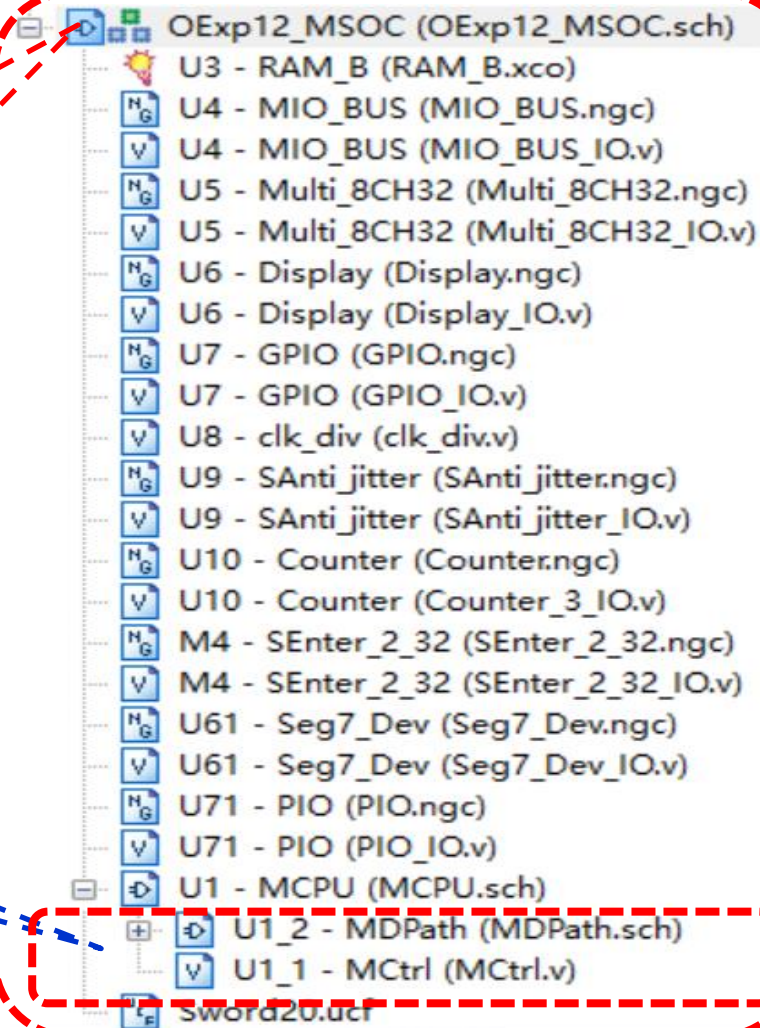 OExp12_MSOC (OExp12_MSOC.sch)
U3 - RAM_B (RAM_B.xco)
U4 - MIO_BUS (MIO_BUS.ngc)
U4 - MIO_BUS (MIO_BUS_IO.v)
U5 - Multi_8CH32 (Multi_8CH32.ngc)
U5 - Multi_8CH32 (Multi_8CH32_IO.v)
U6 - Display (Display.ngc)
U6 - Display (Display_IO.v)
U7 - GPIO (GPIO.ngc)
U7 - GPIO (GPIO_IO.v)
U8 - clk_div (clk_div.v)
U9 - SAnti_jitter (SAnti_jitter.ngc)
U9 - SAnti_jitter (SAnti_jitter_IO.v)
U10 - Counter (Counter.ngc)
U10 - Counter (Counter_3_IO.v)
M4 - SEnter_2_32 (SEnter_2_32.ngc)
M4 - SEnter_2_32 (SEnter_2_32_IO.v)
U61 - Seg7_Dev (Seg7_Dev.ngc)
U61 - Seg7_Dev (Seg7_Dev_IO.v)
U71 - PIO (PIO.ngc)
U71 - PIO (PIO_IO.v)
U1 - MCPU (MCPU.sch)
U1_2 - MDPath (MDPath.sch)
U1_1 - MCtrl (MCtrl.v)
Sword20.ucf